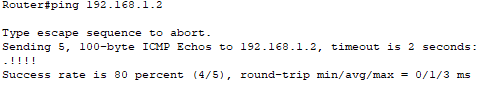 Router#ping 192.168.1.2
Type escape sequence to abort.
Sending 5, 100-byte ICMP Echos to 192.168.1.2, timeout is 2 seconds:
.!!!!
Success rate is 80 percent (4/5), round-trip min/avg/max = 0/1/3 ms